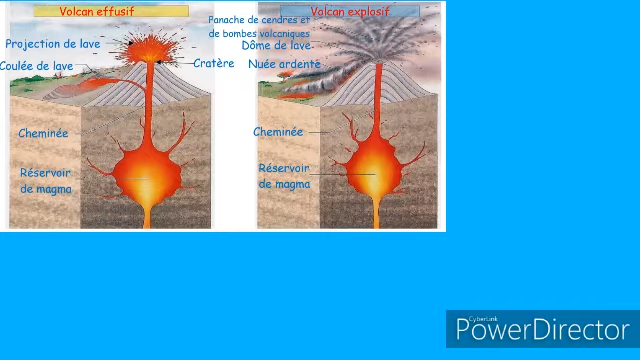 Volcan effusif
Projection de lave
Coulée de lave
Cratère
Cheminée
Réservoir
de magma
Volcan explosif
Panache de cendres et
de bombes volcaniques
Dôme de lave
Nuée ardente
Cheminée
Réservoir
de magma
CyberLink
PowerDirector